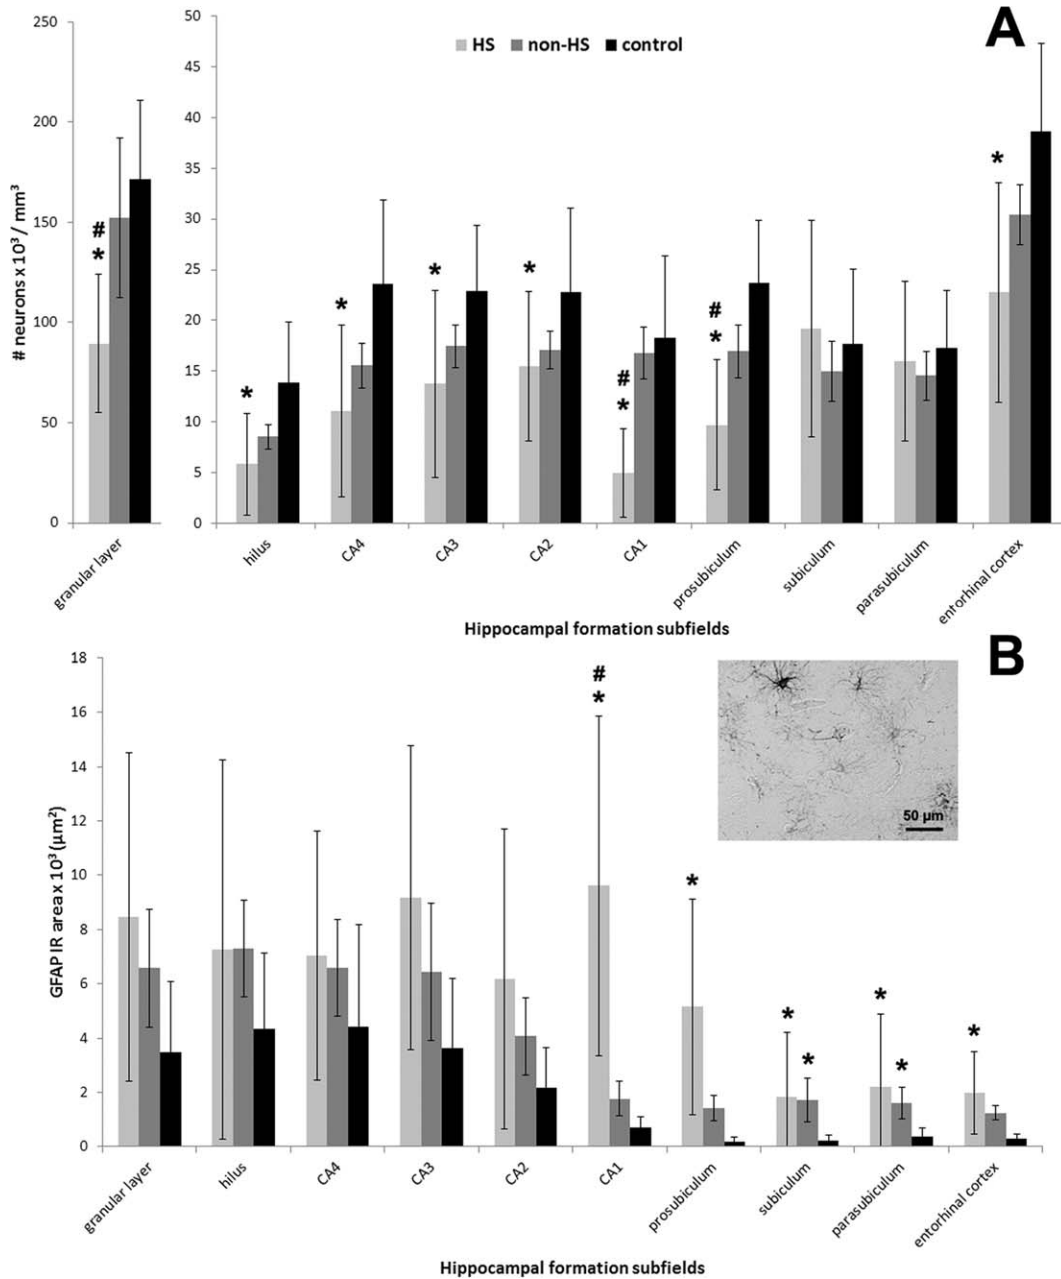 A
HS non-HS control
# neurons x 10³ / mm³
250
200
150
100
50
0
50
45
40
35
30
25
20
15
10
5
0
#
*
*
*
*
*
#
*
#
*
*
granular layer
hilus
CA4
CA3
CA2
CA1
prosubiculum
subiculum
parasubiculum
entorhinal cortex
Hippocampal formation subfields
B
GFAP IR area x 10³ (µm²)
18
16
14
12
10
8
6
4
2
0
#
*
*
*
*
*
*
*
50 µm
granular layer
hilus
CA4
CA3
CA2
CA1
prosubiculum
subiculum
parasubiculum
entorhinal cortex
Hippocampal formation subfields